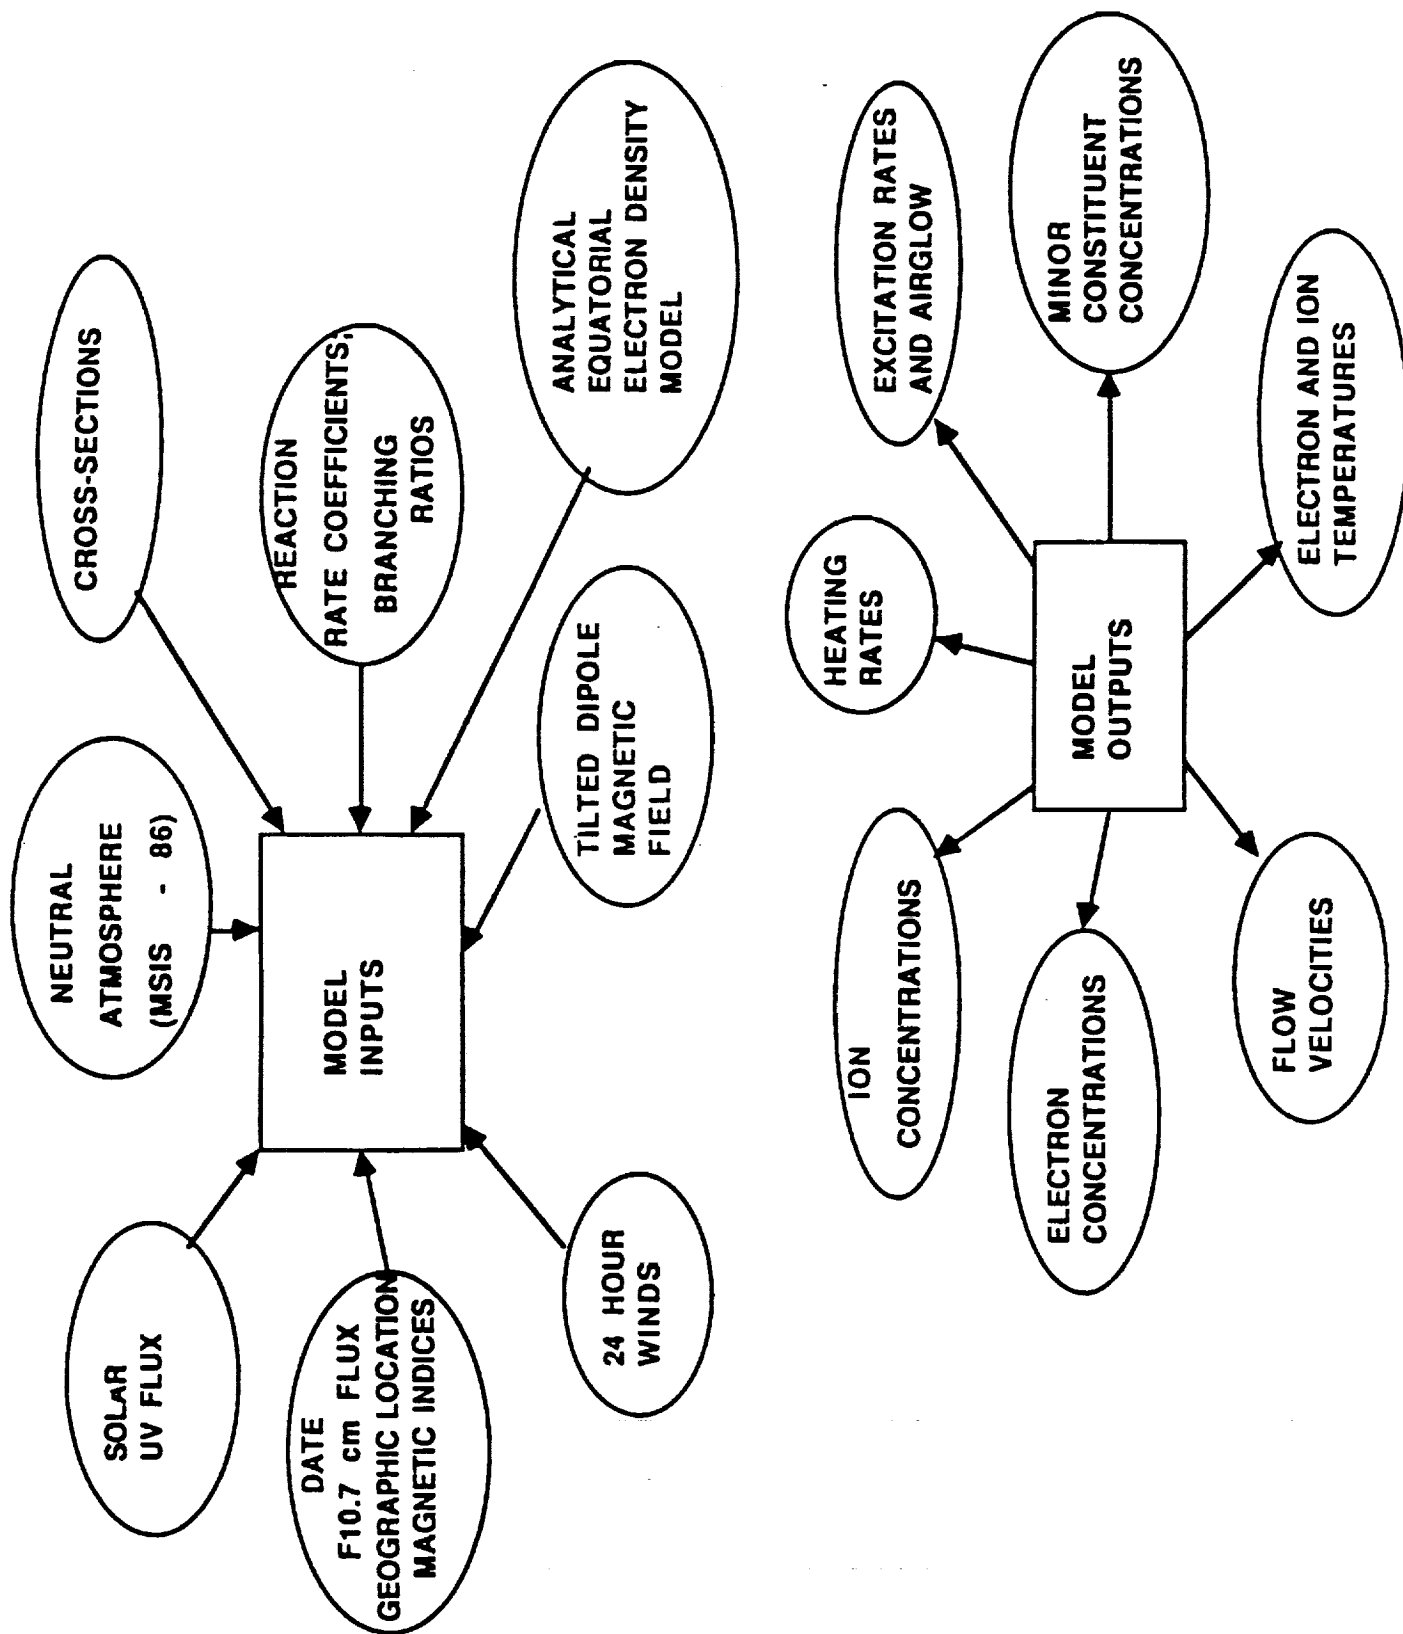 SOLAR
UV FLUX
NEUTRAL
ATMOSPHERE
(MSIS - 86)
CROSS-SECTIONS
DATE
F10.7 cm FLUX
GEOGRAPHIC LOCATION
MAGNETIC INDICES
MODEL
INPUTS
REACTION
RATE COEFFICIENTS,
BRANCHING
RATIOS
24 HOUR
WINDS
TILTED DIPOLE
MAGNETIC
FIELD
ANALYTICAL
EQUATORIAL
ELECTRON DENSITY
MODEL
ION
CONCENTRATIONS
HEATING
RATES
EXCITATION RATES
AND AIRGLOW
ELECTRON
CONCENTRATIONS
MODEL
OUTPUTS
MINOR
CONSTITUENT
CONCENTRATIONS
FLOW
VELOCITIES
ELECTRON AND ION
TEMPERATURES